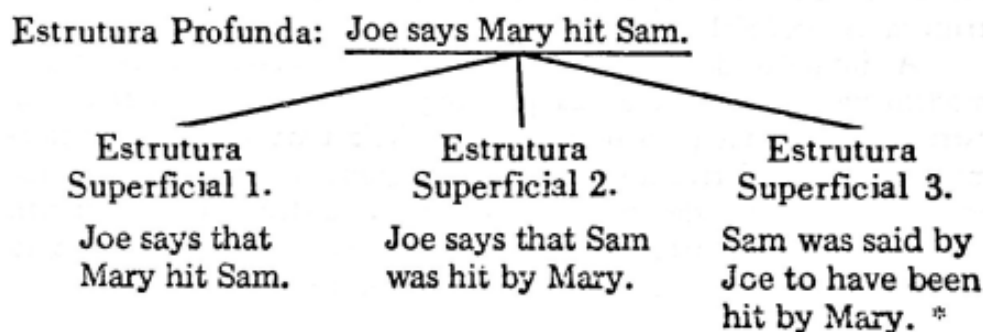 Estrutura Profunda: Joe says Mary hit Sam.
Estrutura
Superficial 1.
Joe says that
Mary hit Sam.
Estrutura
Superficial 2.
Joe says that Sam
was hit by Mary.
Estrutura
Superficial 3.
Sam was said by
Joe to have been
hit by Mary. *